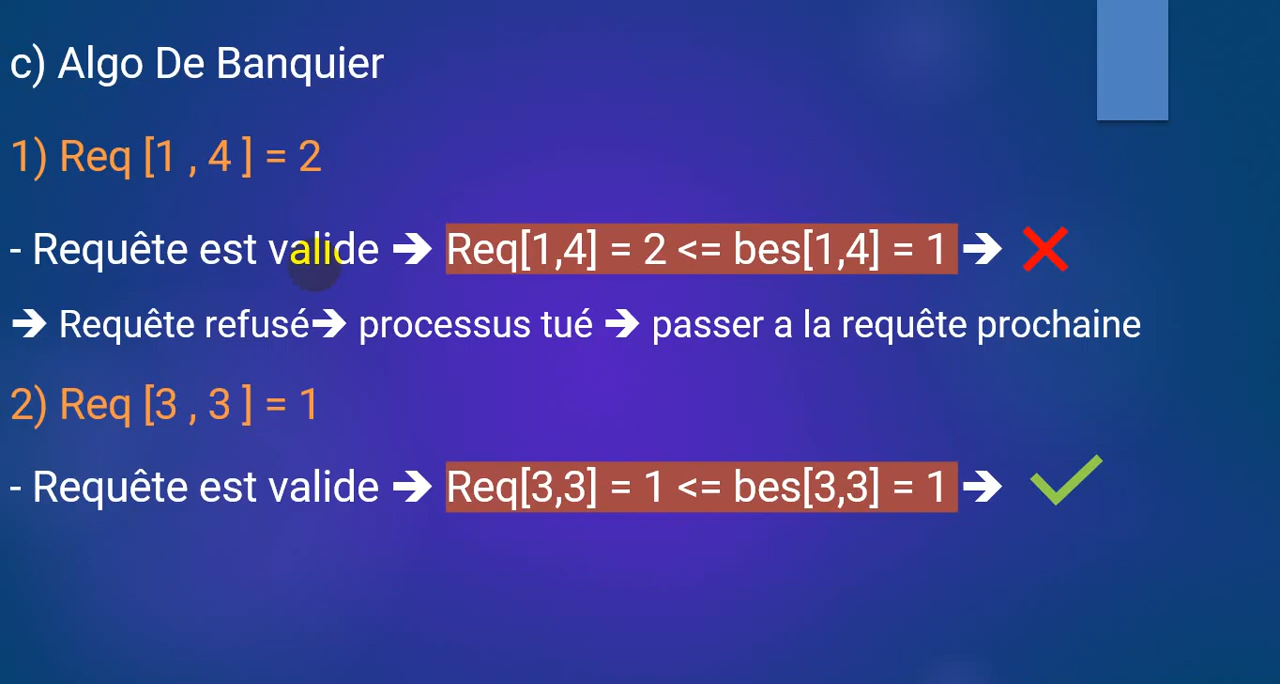 c) Algo De Banquier
1) Req [1 , 4 ] = 2
- Requête est valide ➔ Req[1,4] = 2 <= bes[1,4] = 1 ➔ ❌
➔ Requête refusé➔ processus tué ➔ passer a la requête prochaine
2) Req [3 , 3 ] = 1
- Requête est valide ➔ Req[3,3] = 1 <= bes[3,3] = 1 ➔ ✓